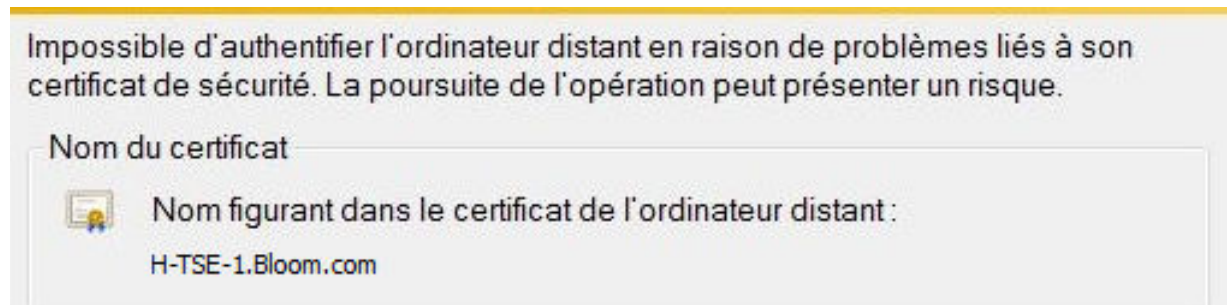 Impossible d'authentifier l'ordinateur distant en raison de problèmes liés à son
certificat de sécurité. La poursuite de l'opération peut présenter un risque.
Nom du certificat
Nom figurant dans le certificat de l'ordinateur distant :
H-TSE-1.Bloom.com